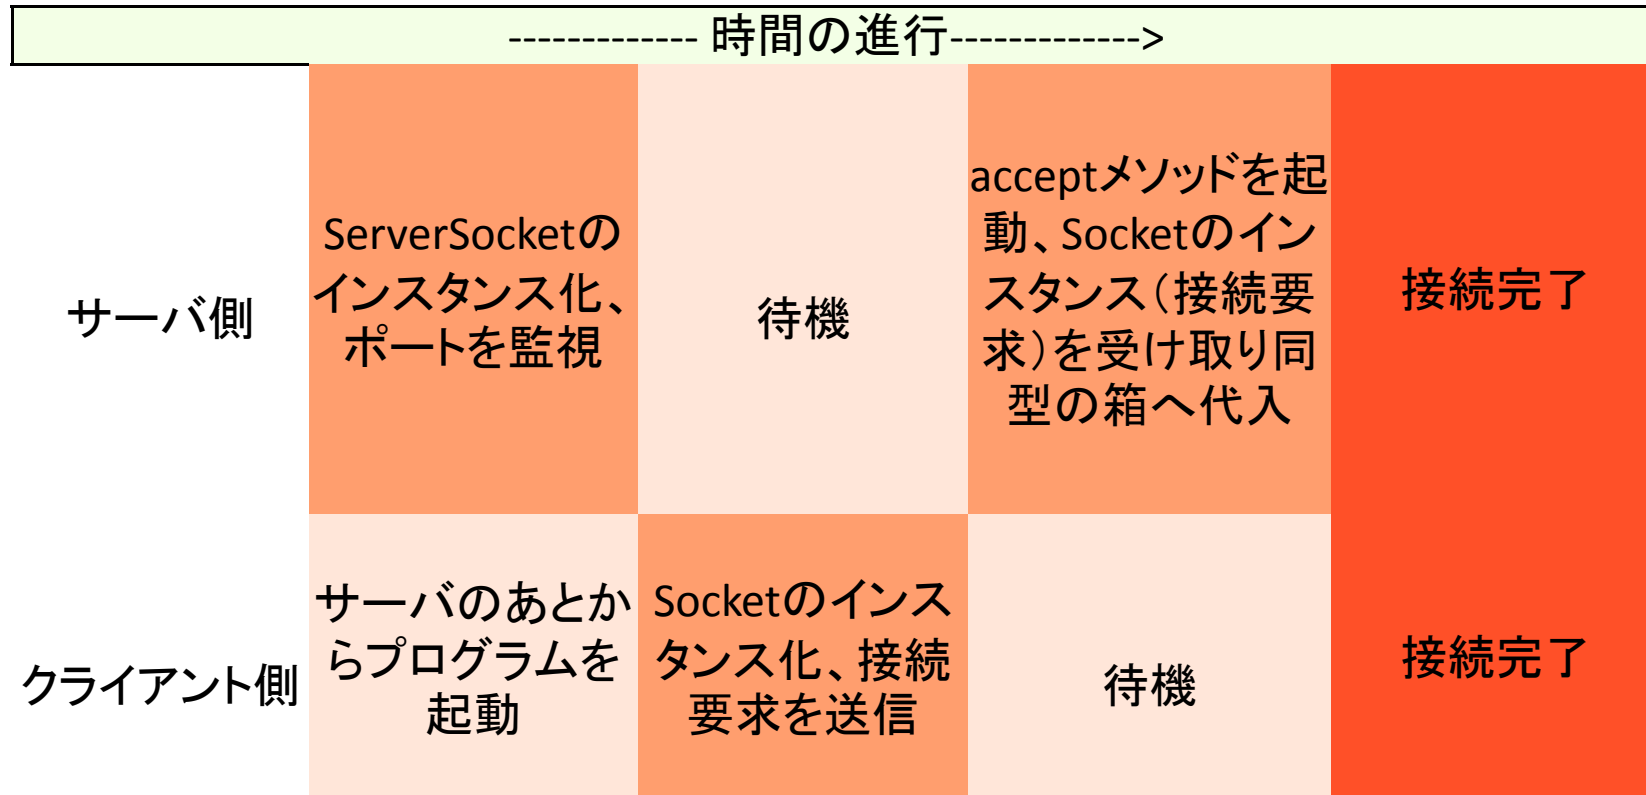 ------------- 時間の進行------------->
サーバ側
ServerSocketの
インスタンス化、
ポートを監視
待機
acceptメソッドを起
動、Socketのイン
スタンス（接続要
求）を受け取り同
型の箱へ代入
接続完了
クライアント側
サーバのあとか
らプログラムを
起動
Socketのインス
タンス化、接続
要求を送信
待機
接続完了